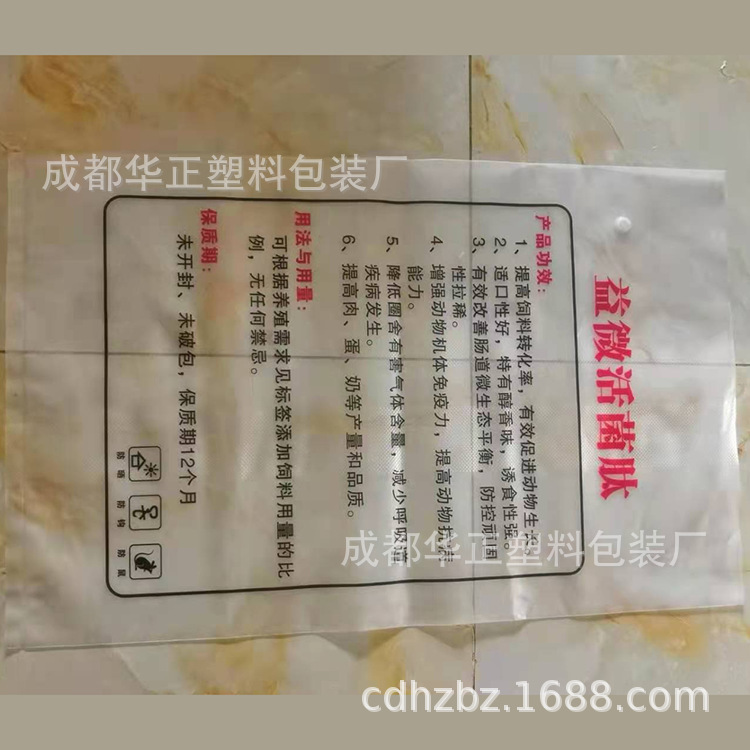 益微活菌肽
产品功效：
1、提高饲料转化率，有效促进动物生长。
2、适口性好，特有醇香味，诱食性强。
3、有效改善肠道微生态平衡，防控顽固
性拉稀。
4、增强动物机体免疫力，提高动物抗病
能力。
5、降低圈舍有害气体含量，减少呼吸道
疾病发生。
6、提高肉、蛋、奶等产量和品质。
用法与用量：
可根据养殖需求见标签添加饲料用量的比
例，无任何禁忌。
保质期：
未开封、未破包，保质期12个月
防晒 防钩 防鼠
成都华正塑料包装厂
成都华正塑料包装厂
cdhzbz.1688.com